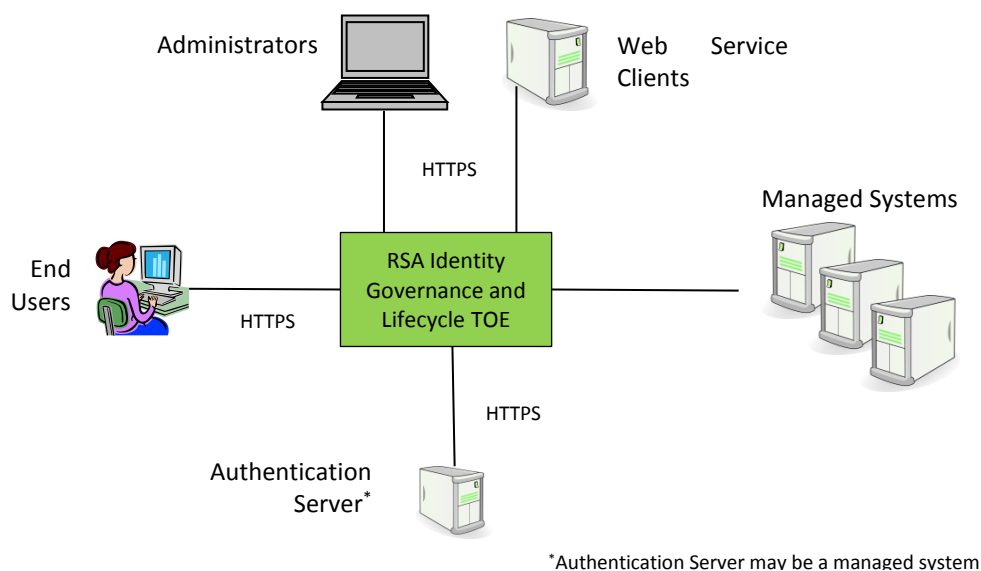 Administrators
Web Service
Clients
HTTPS
Managed Systems
RSA Identity
Governance and
Lifecycle TOE
End
Users
HTTPS
HTTPS
Authentication
Server*
*Authentication Server may be a managed system